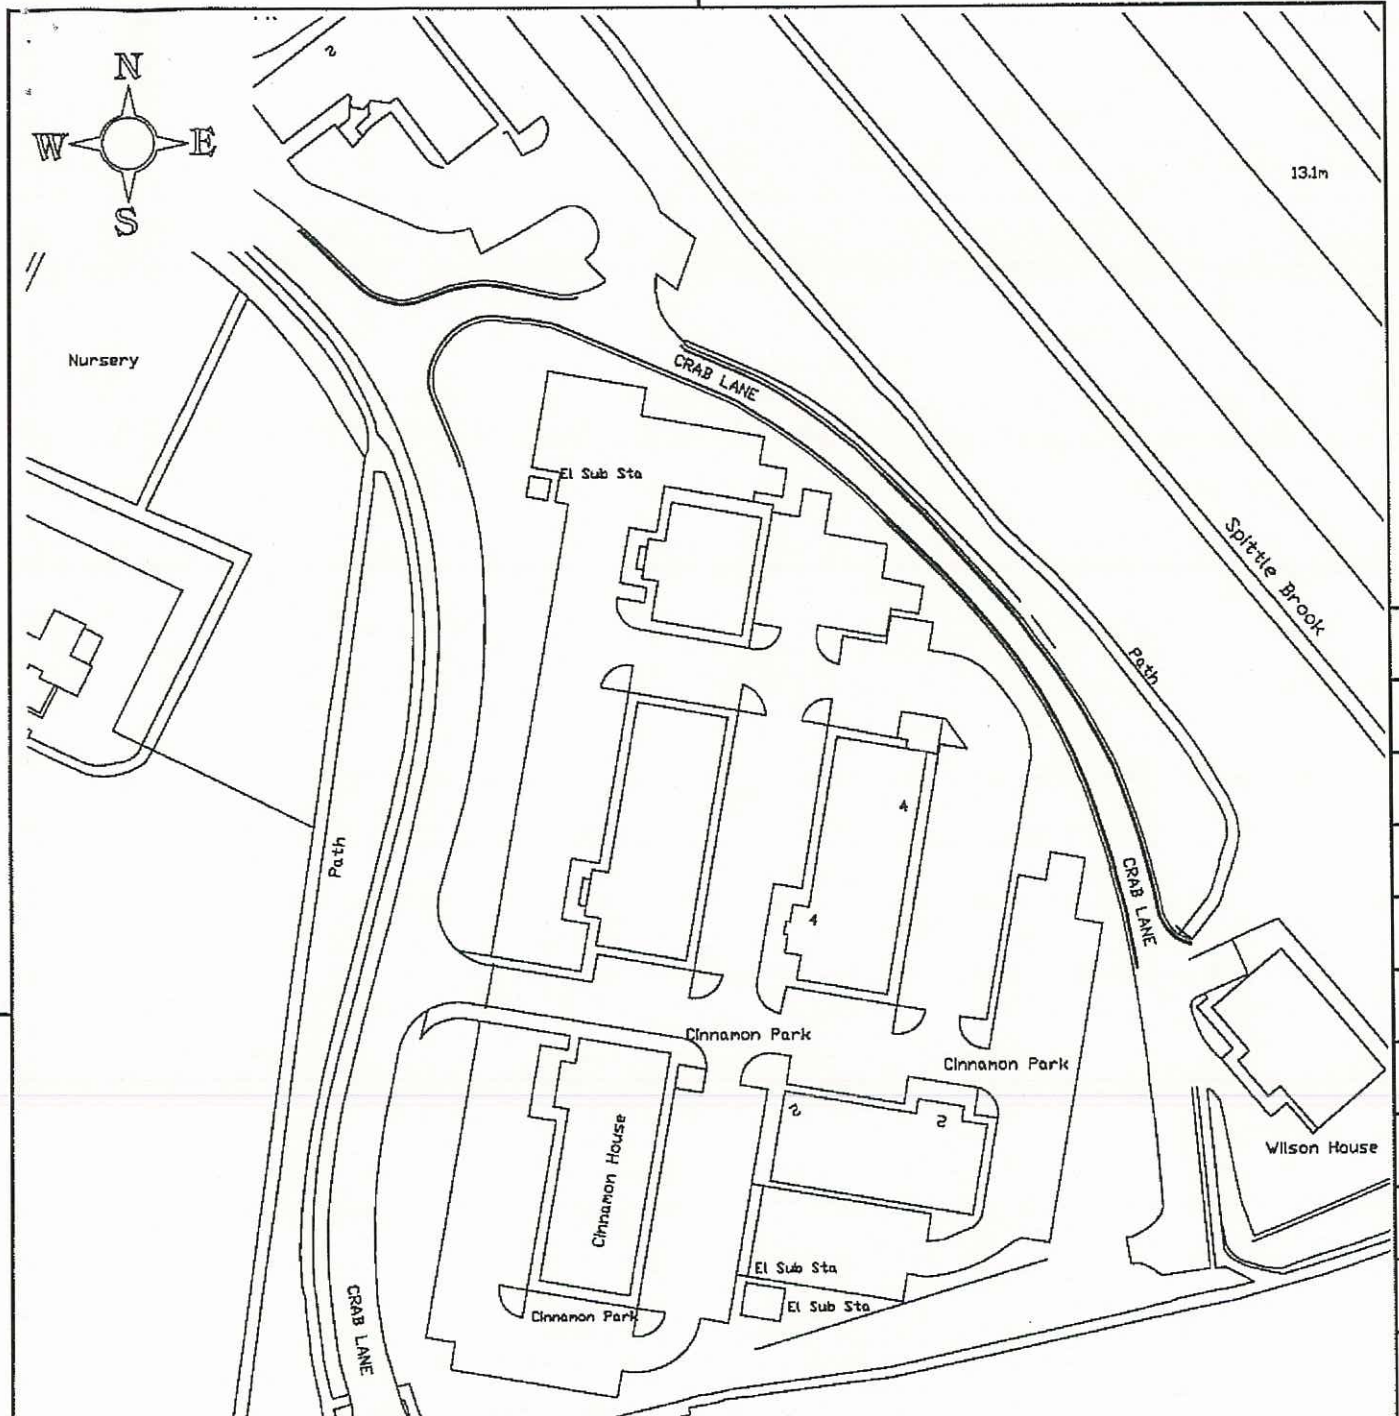 2
N
W E
S
13.1m
Nursery
CRAB LANE
El Sub Sta
Spittle Brook
Path
4
Path
CRAB LANE
4
Cinnamon Park
Cinnamon Park
2
2
Cinnamon House
Wilson House
El Sub Sta
El Sub Sta
Cinnamon Park
CRAB LANE